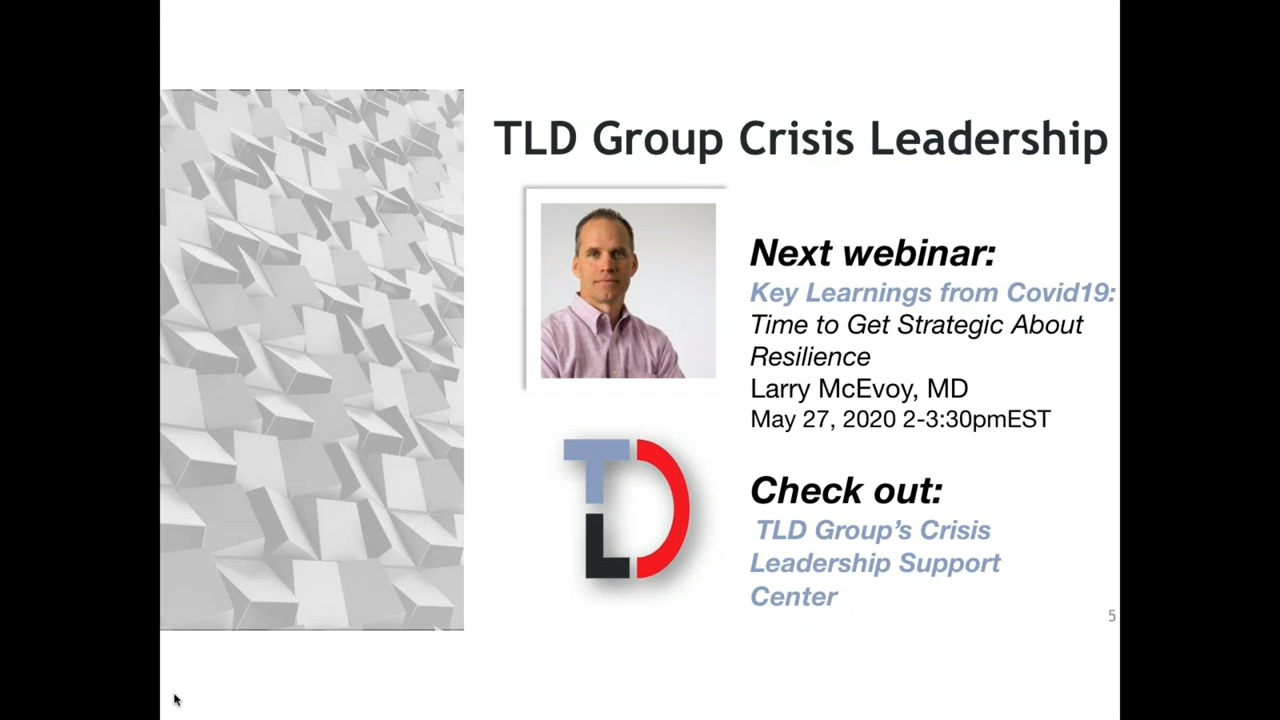 TLD Group Crisis Leadership
Next webinar:
Key Learnings from Covid19:
Time to Get Strategic About
Resilience
Larry McEvoy, MD
May 27, 2020 2-3:30pmEST
TLD
Check out:
TLD Group’s Crisis
Leadership Support
Center
5